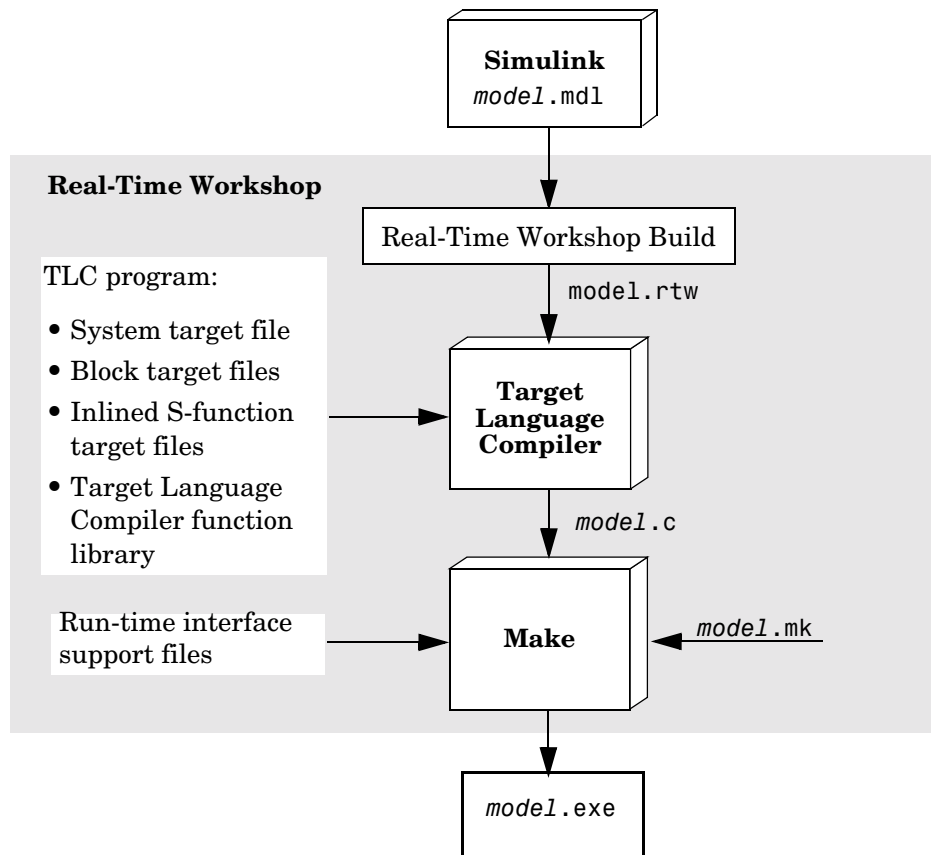 Simulink
model.mdl
Real-Time Workshop
Real-Time Workshop Build
model.rtw
TLC program:
• System target file
• Block target files
• Inlined S-function
target files
• Target Language
Compiler function
library
Target
Language
Compiler
model.c
Run-time interface
support files
Make
model.mk
model.exe